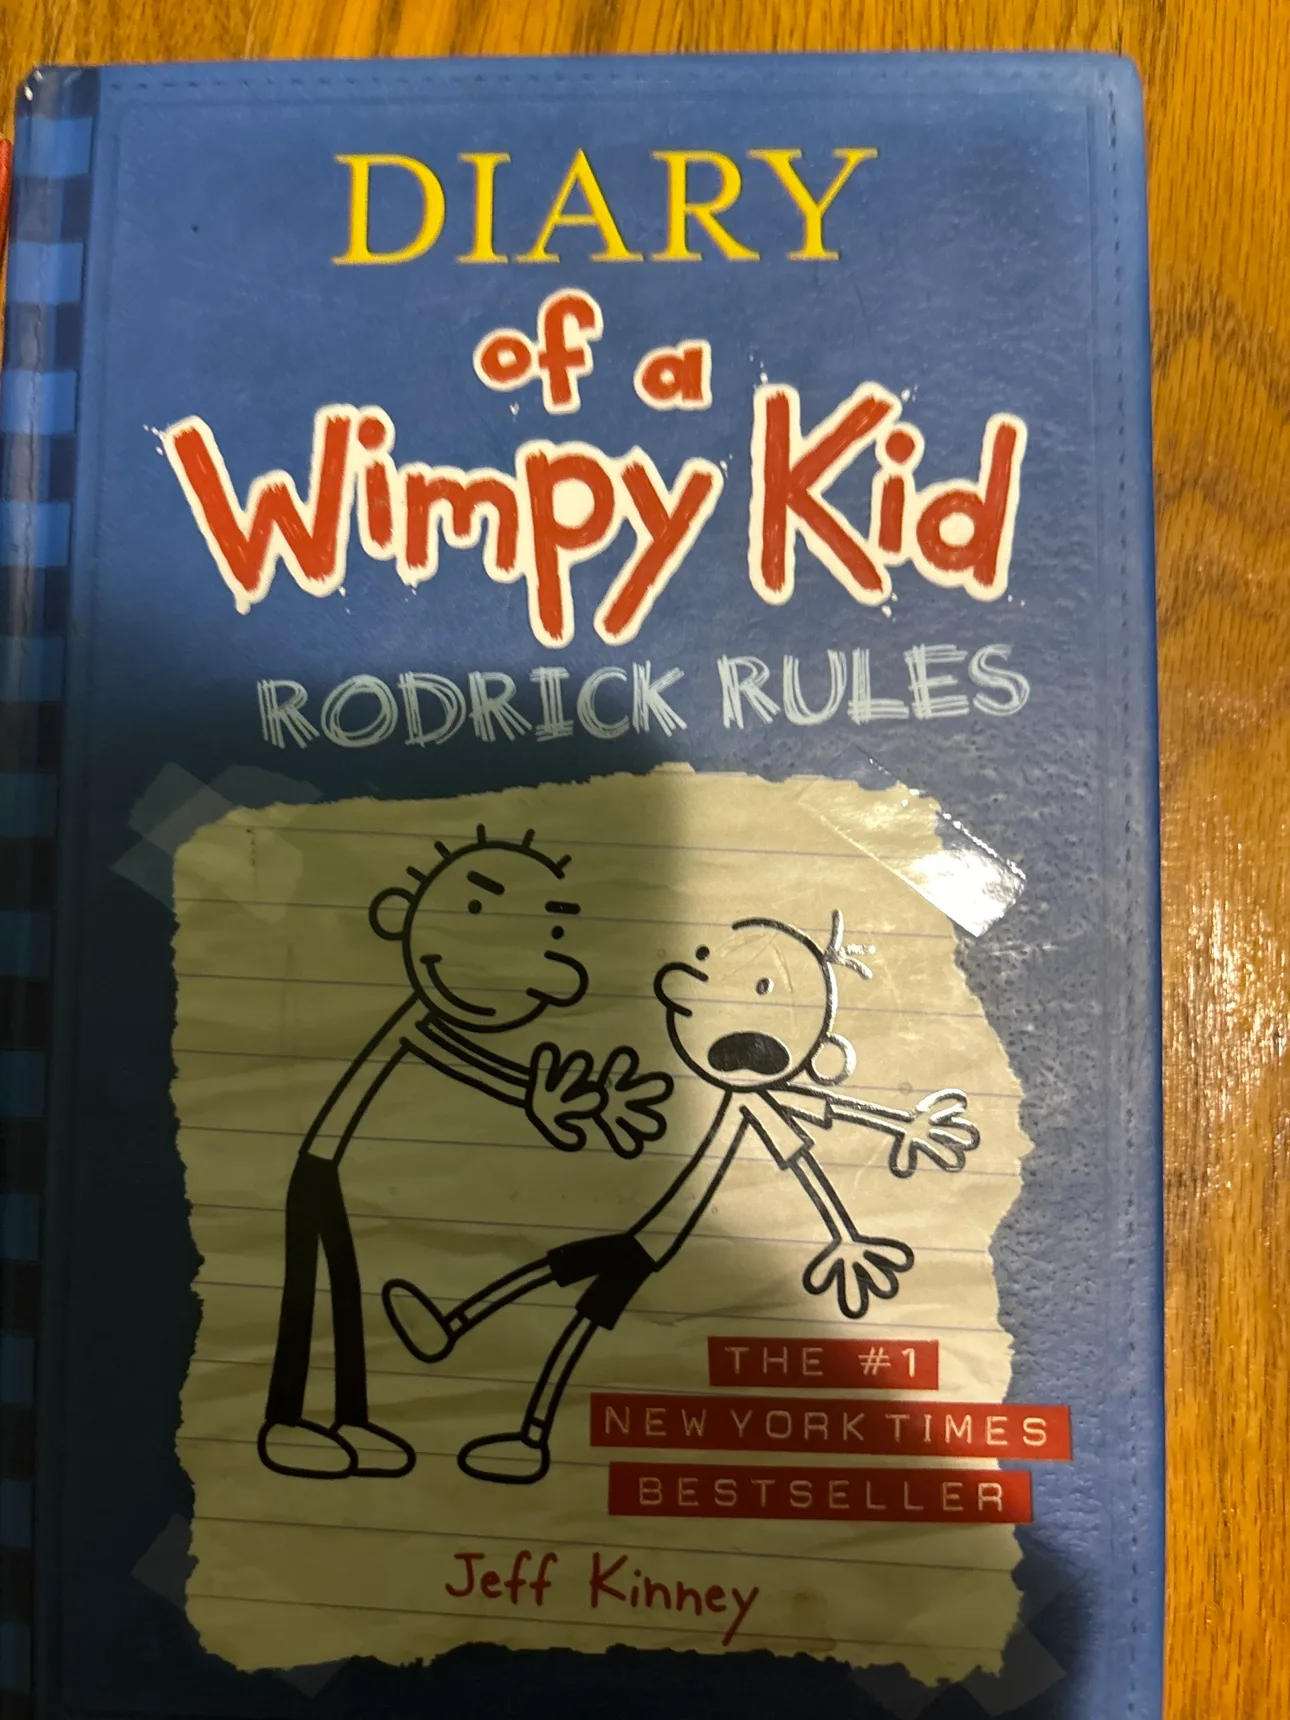 DIARY
of a
Wimpy Kid
RODRICK RULES
THE #1
NEW YORK TIMES
BESTSELLER
Jeff Kinney